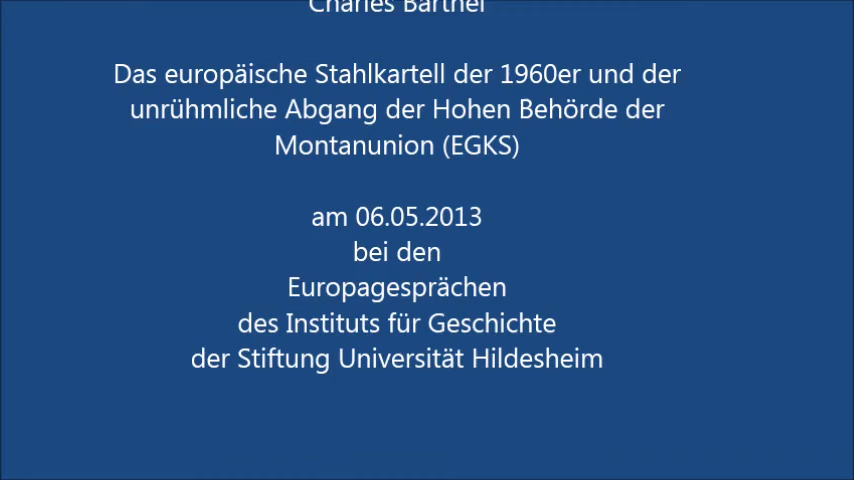 Charles Barthel
Das europäische Stahlkartell der 1960er und der
unrühmliche Abgang der Hohen Behörde der
Montanunion (EGKS)
am 06.05.2013
bei den
Europagesprächen
des Instituts für Geschichte
der Stiftung Universität Hildesheim